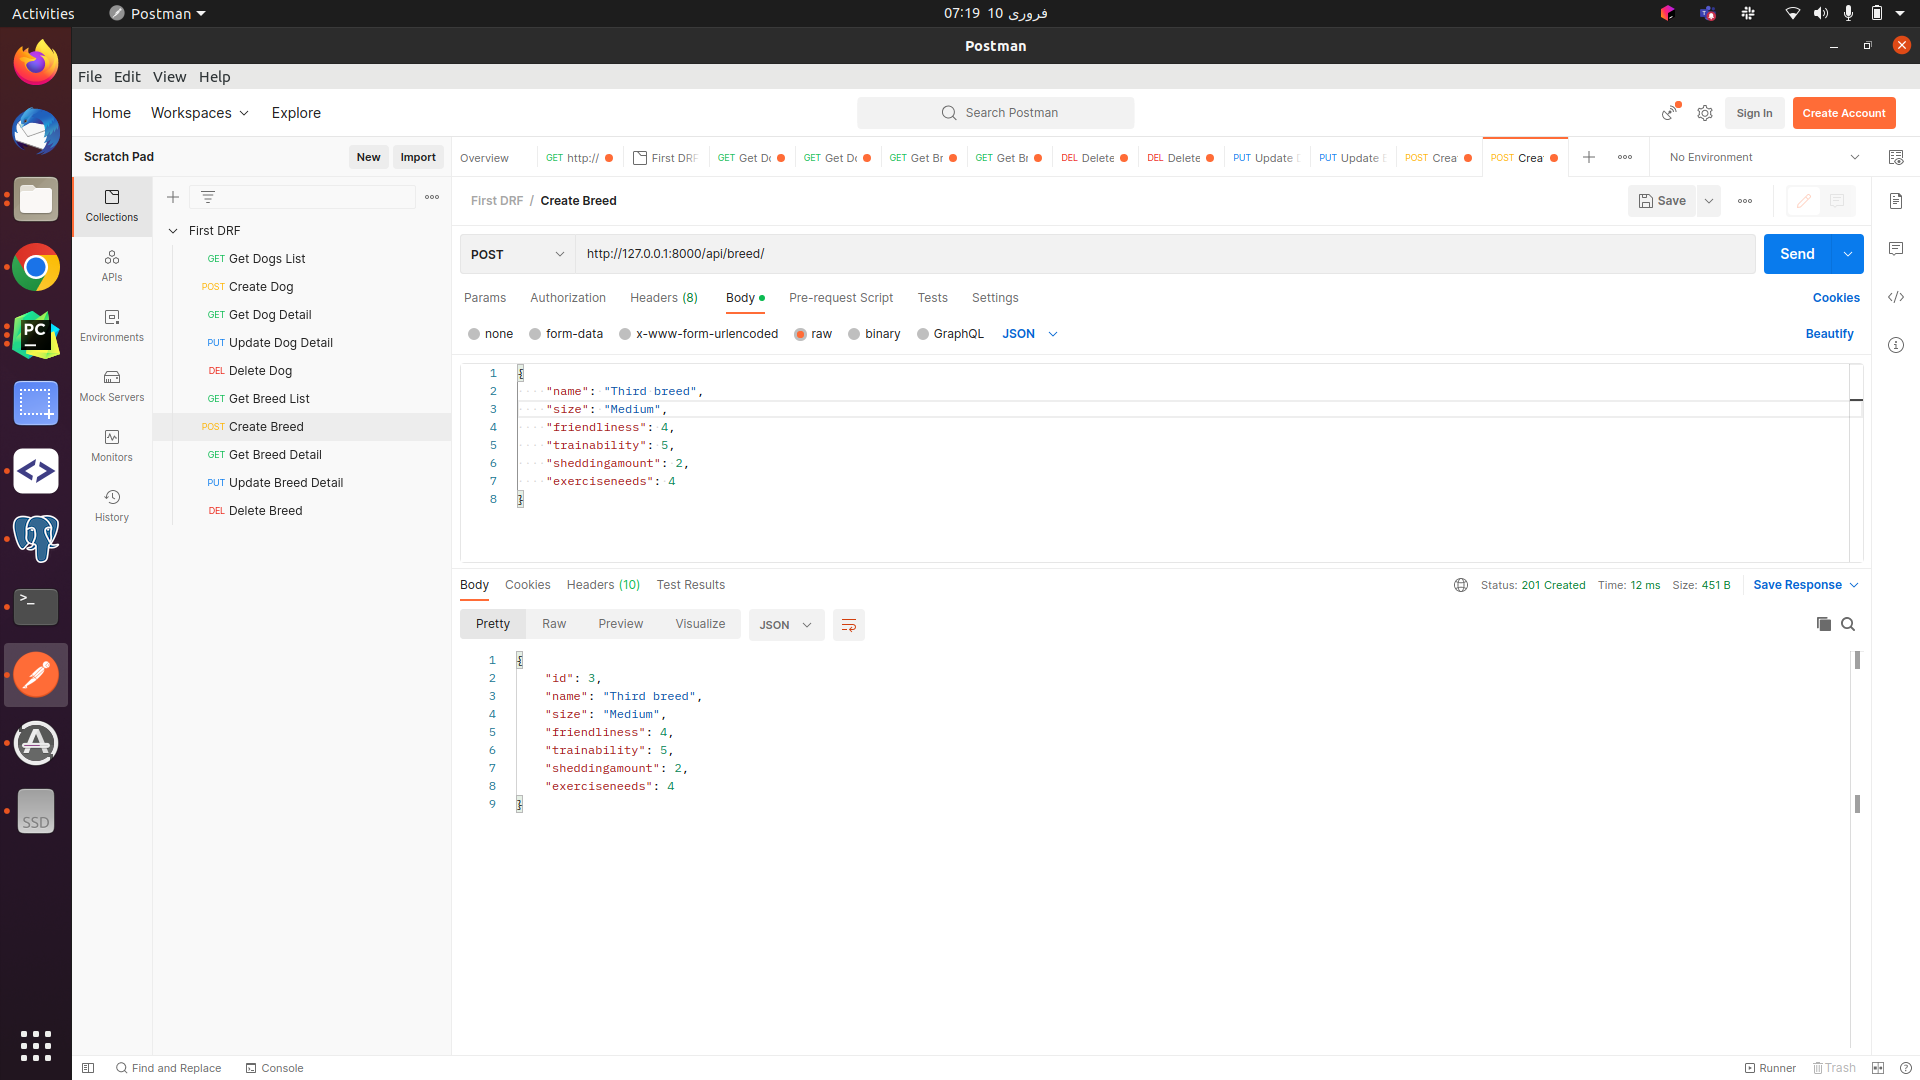 Activities
Postman
07:19 10 فروری
Postman
File Edit View Help
Home Workspaces Explore
Search Postman
Sign In
Create Account
Scratch Pad
New
Import
Overview
GET http://
First DRF
GET Get Do
GET Get Do
GET Get Br
GET Get Br
DEL Delete
DEL Delete
PUT Update
PUT Update
POST Crea
POST Crea
No Environment
Collections
APIs
Environments
Mock Servers
Monitors
History
First DRF
GET Get Dogs List
POST Create Dog
GET Get Dog Detail
PUT Update Dog Detail
DEL Delete Dog
GET Get Breed List
POST Create Breed
GET Get Breed Detail
PUT Update Breed Detail
DEL Delete Breed
First DRF / Create Breed
Save
POST
http://127.0.0.1:8000/api/breed/
Send
Params Authorization Headers (8) Body Pre-request Script Tests Settings
Cookies
none form-data x-www-form-urlencoded raw binary GraphQL JSON
Beautify
1 {
2 "name": "Third breed",
3 "size": "Medium",
4 "friendliness": 4,
5 "trainability": 5,
6 "sheddingamount": 2,
7 "exerciseneeds": 4
8 }
Body Cookies Headers (10) Test Results
Status: 201 Created Time: 12 ms Size: 451 B
Save Response
Pretty Raw Preview Visualize JSON
1 {
2 "id": 3,
3 "name": "Third breed",
4 "size": "Medium",
5 "friendliness": 4,
6 "trainability": 5,
7 "sheddingamount": 2,
8 "exerciseneeds": 4
9 }
PC
>_
SSD
Find and Replace
Console
Runner
Trash